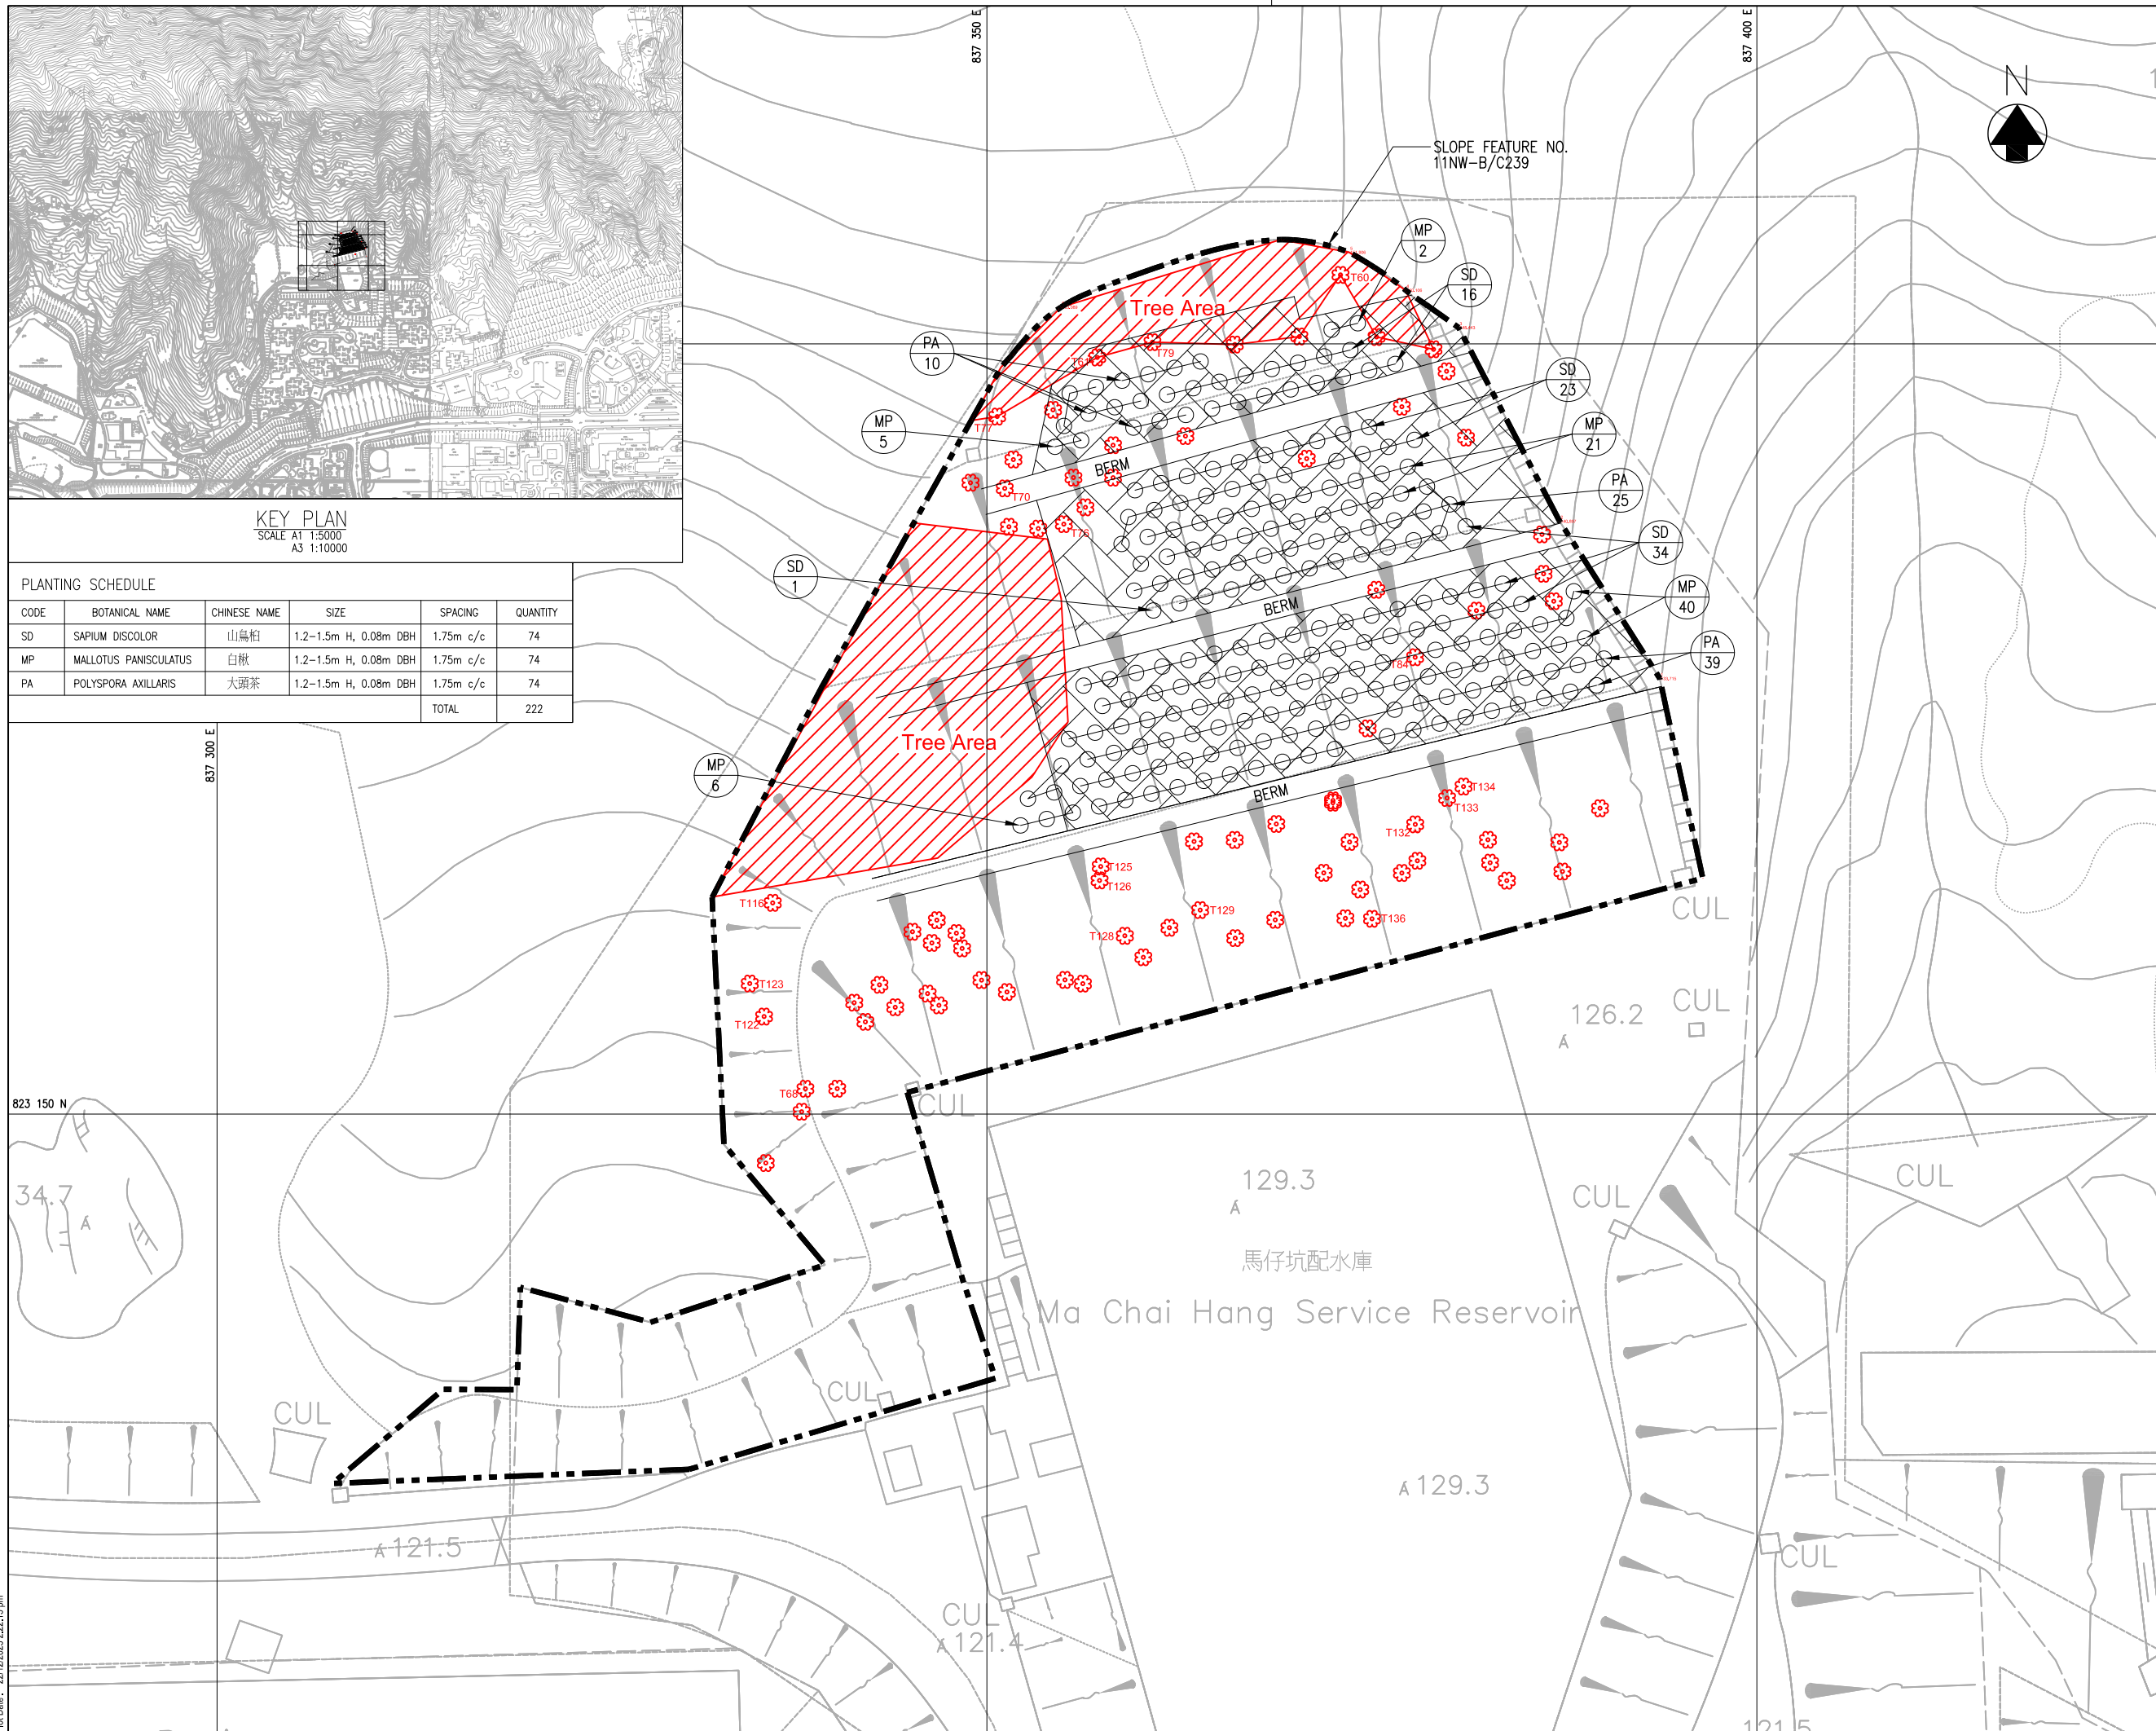 KEY PLAN
SCALE A1 1:5000
A3 1:10000
PLANTING SCHEDULE
CODE BOTANICAL NAME CHINESE NAME SIZE SPACING QUANTITY
SD SAPIUM DISCOLOR 山烏桕 1.2-1.5m H, 0.08m DBH 1.75m c/c 74
MP MALLOTUS PANISCULATUS 白楸 1.2-1.5m H, 0.08m DBH 1.75m c/c 74
PA POLYSPORA AXILLARIS 大頭茶 1.2-1.5m H, 0.08m DBH 1.75m c/c 74
TOTAL 222
837 300 E
837 350 E
837 400 E
823 150 N
N
SLOPE FEATURE NO.
11NW-B/C239
MP
2
SD
16
PA
10
SD
23
MP
5
MP
21
PA
25
SD
34
SD
1
MP
40
PA
39
MP
6
Tree Area
Tree Area
BERM
BERM
BERM
T60
T79
T61
T77
T70
T76
T84
T134
T133
T132
T125
T126
T129
T128
T136
T116
T123
T122
T68
CUL
CUL
CUL
126.2
34.7
129.3
CUL
CUL
馬仔坑配水庫
Ma Chai Hang Service Reservoir
CUL
CUL
129.3
121.5
CUL
CUL
121.4
121.5